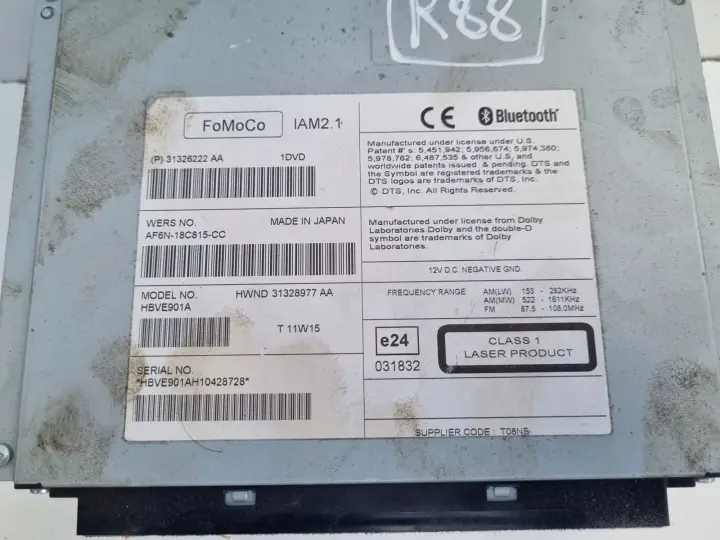 R88
FoMoCo IAM2.1
(P) 31326222 AA 1DVD
WERS NO. MADE IN JAPAN
AF6N-18C815-CC
MODEL NO. HWND 31328977 AA
HBVE901A
T 11W15
SERIAL NO.
*HBVE901AH10428728*
CE Bluetooth®
Manufactured under license under U.S.
Patent #'s: 5,451,942; 5,956,674; 5,974,380;
5,978,762; 6,487,535 & other U.S. and
worldwide patents issued & pending. DTS and
the Symbol are registered trademarks & the
DTS logos are trademarks of DTS, Inc.
© DTS, Inc. All Rights Reserved.
Manufactured under license from Dolby
Laboratories.Dolby and the double-D
symbol are trademarks of Dolby
Laboratories.
12V D.C. NEGATIVE GND.
FREQUENCY RANGE AM(LW) 153 - 282KHz
AM(MW) 522 - 1611KHz
FM 87.5 - 108.0MHz
e24
031832
CLASS 1
LASER PRODUCT
SUPPLIER CODE : T08NS